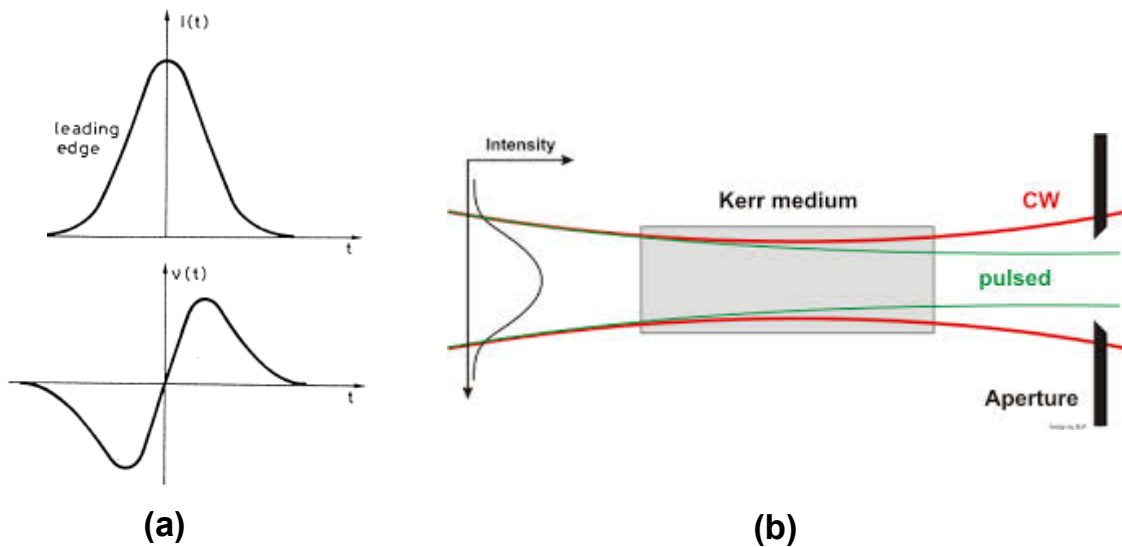 I(t)
leading
edge
t
ν(t)
t
(a)
Intensity
Kerr medium
CW
pulsed
Aperture
(b)